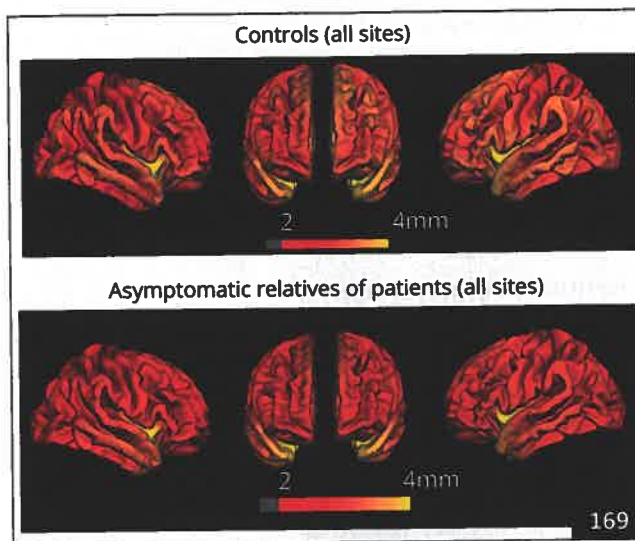 Controls (all sites)
2 4mm
Asymptomatic relatives of patients (all sites)
2 4mm
169